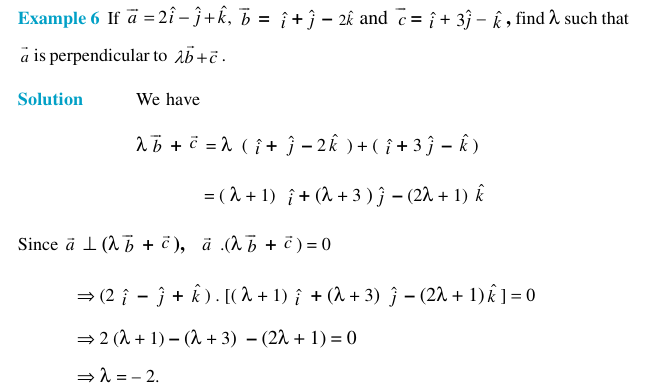 Example 6 If a⃗ = 2î − ĵ + k̂, b⃗ = î + ĵ − 2k̂ and c⃗ = î + 3ĵ − k̂, find λ such that
a⃗ is perpendicular to λb⃗ + c⃗.
Solution We have
λ b⃗ + c⃗ = λ ( î + ĵ − 2k̂ ) + ( î + 3 ĵ − k̂ )
= ( λ + 1) î + (λ + 3 ) ĵ − (2λ + 1) k̂
Since a⃗ ⊥ (λ b⃗ + c⃗ ), a⃗ .(λ b⃗ + c⃗ ) = 0
⇒ (2 î − ĵ + k̂ ) . [( λ + 1) î + (λ + 3) ĵ − (2λ + 1) k̂ ] = 0
⇒ 2 (λ + 1) − (λ + 3) − (2λ + 1) = 0
⇒ λ = − 2.